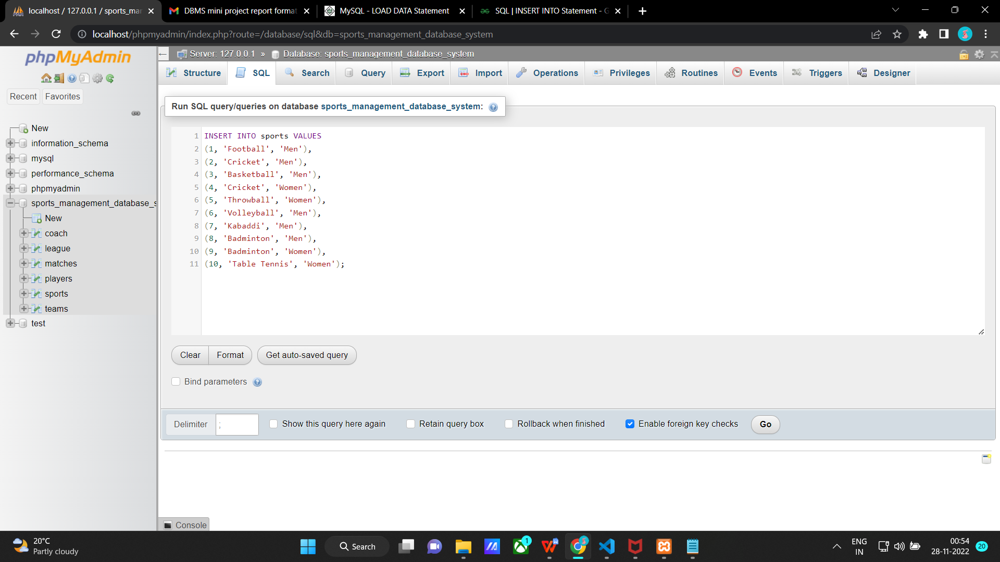 localhost / 127.0.0.1 / sports_mar
DBMS mini project report format
MySQL - LOAD DATA Statement
SQL | INSERT INTO Statement - G
localhost/phpmyadmin/index.php?route=/database/sql&db=sports_management_database_system
phpMyAdmin
Recent
Favorites
New
information_schema
mysql
performance_schema
phpmyadmin
sports_management_database_s
New
coach
league
matches
players
sports
teams
test
Server: 127.0.0.1 » Database: sports_management_database_system
Structure
SQL
Search
Query
Export
Import
Operations
Privileges
Routines
Events
Triggers
Designer
Run SQL query/queries on database sports_management_database_system:
1 INSERT INTO sports VALUES
2 (1, 'Football', 'Men'),
3 (2, 'Cricket', 'Men'),
4 (3, 'Basketball', 'Men'),
5 (4, 'Cricket', 'Women'),
6 (5, 'Throwball', 'Women'),
7 (6, 'Volleyball', 'Men'),
8 (7, 'Kabaddi', 'Men'),
9 (8, 'Badminton', 'Men'),
10 (9, 'Badminton', 'Women'),
11 (10, 'Table Tennis', 'Women');
Clear
Format
Get auto-saved query
Bind parameters
Delimiter
;
Show this query here again
Retain query box
Rollback when finished
Enable foreign key checks
Go
Console
20°C
Partly cloudy
Search
1
ENG
IN
00:54
28-11-2022
20